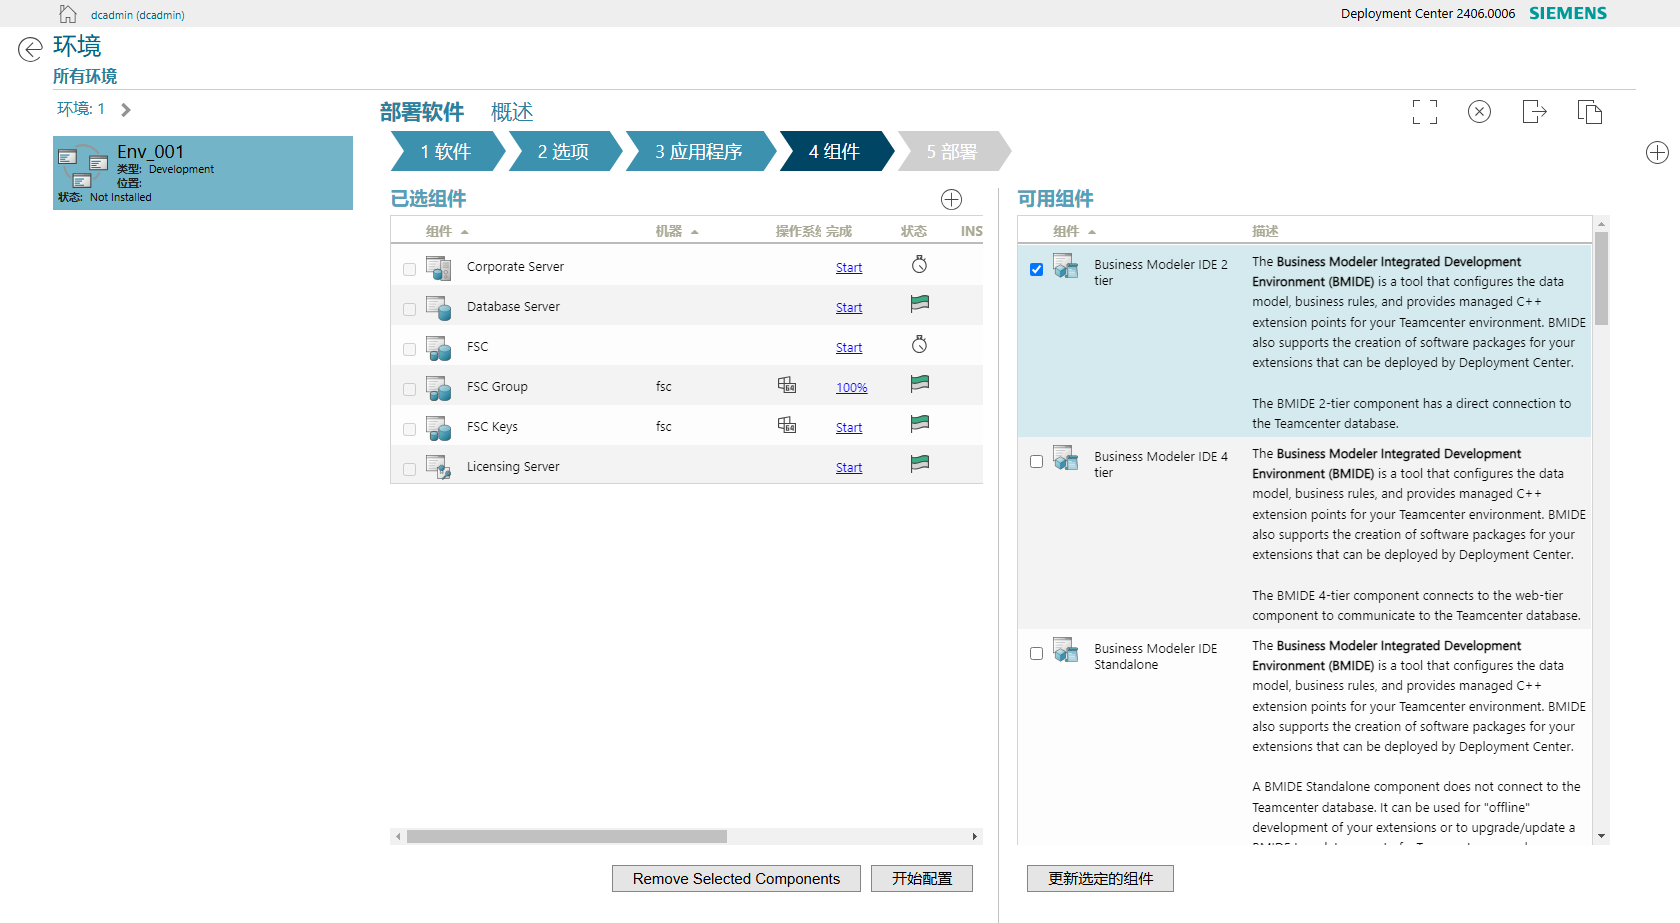 dcadmin (dcadmin)
Deployment Center 2406.0006 SIEMENS
环境
所有环境
环境: 1
Env_001
类型: Development
位置:
状态: Not Installed
部署软件 概述
1 软件 2 选项 3 应用程序 4 组件 5 部署
已选组件
组件 机器 操作系统 完成 状态 INS
Corporate Server Start
Database Server Start
FSC Start
FSC Group fsc 64 100%
FSC Keys fsc 64 Start
Licensing Server Start
Remove Selected Components 开始配置
可用组件
组件 描述
Business Modeler IDE 2
tier
The Business Modeler Integrated Development
Environment (BMIDE) is a tool that configures the data
model, business rules, and provides managed C++
extension points for your Teamcenter environment. BMIDE
also supports the creation of software packages for your
extensions that can be deployed by Deployment Center.
The BMIDE 2-tier component has a direct connection to
the Teamcenter database.
Business Modeler IDE 4
tier
The Business Modeler Integrated Development
Environment (BMIDE) is a tool that configures the data
model, business rules, and provides managed C++
extension points for your Teamcenter environment. BMIDE
also supports the creation of software packages for your
extensions that can be deployed by Deployment Center.
The BMIDE 4-tier component connects to the web-tier
component to communicate to the Teamcenter database.
Business Modeler IDE
Standalone
The Business Modeler Integrated Development
Environment (BMIDE) is a tool that configures the data
model, business rules, and provides managed C++
extension points for your Teamcenter environment. BMIDE
also supports the creation of software packages for your
extensions that can be deployed by Deployment Center.
A BMIDE Standalone component does not connect to the
Teamcenter database. It can be used for "offline"
development of your extensions or to upgrade/update a
更新选定的组件